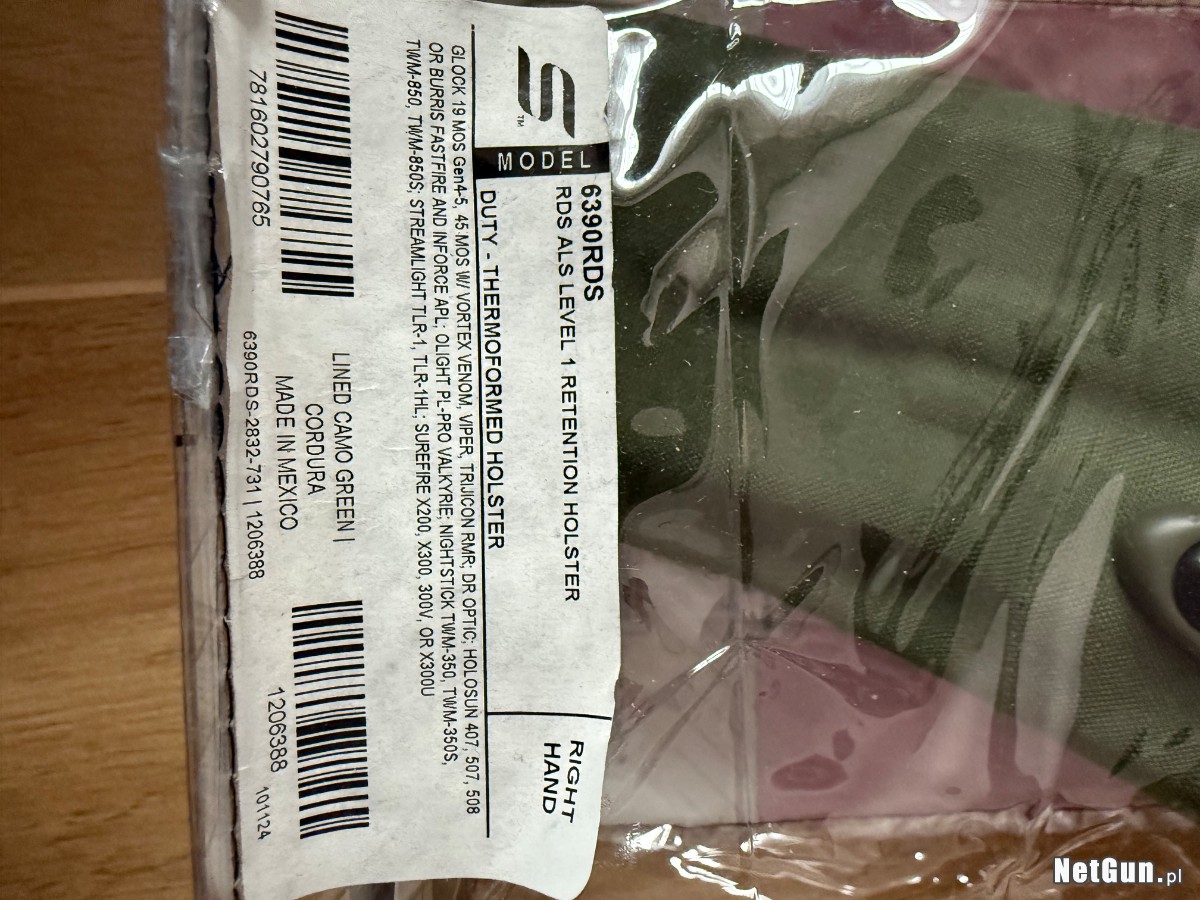 TM
MODEL
6390RDS
RDS ALS LEVEL 1 RETENTION HOLSTER
RIGHT
HAND
DUTY - THERMOFORMED HOLSTER
GLOCK 19 MOS Gen4-5, 45 MOS W/ VORTEX VENOM, VIPER, TRIJICON RMR; DR OPTIC; HOLOSUN 407, 507, 508
OR BURRIS FASTFIRE AND INFORCE APL; OLIGHT PL-PRO VALKYRIE; NIGHTSTICK TWM-350, TWM-350S,
TWM-850, TWM-850S; STREAMLIGHT TLR-1, TLR-1HL; SUREFIRE X200, X300, 300V, OR X300U
781602790765
LINED CAMO GREEN |
CORDURA
MADE IN MEXICO
6390RDS-2832-731 | 1206388
1206388
101124
NetGun.pl